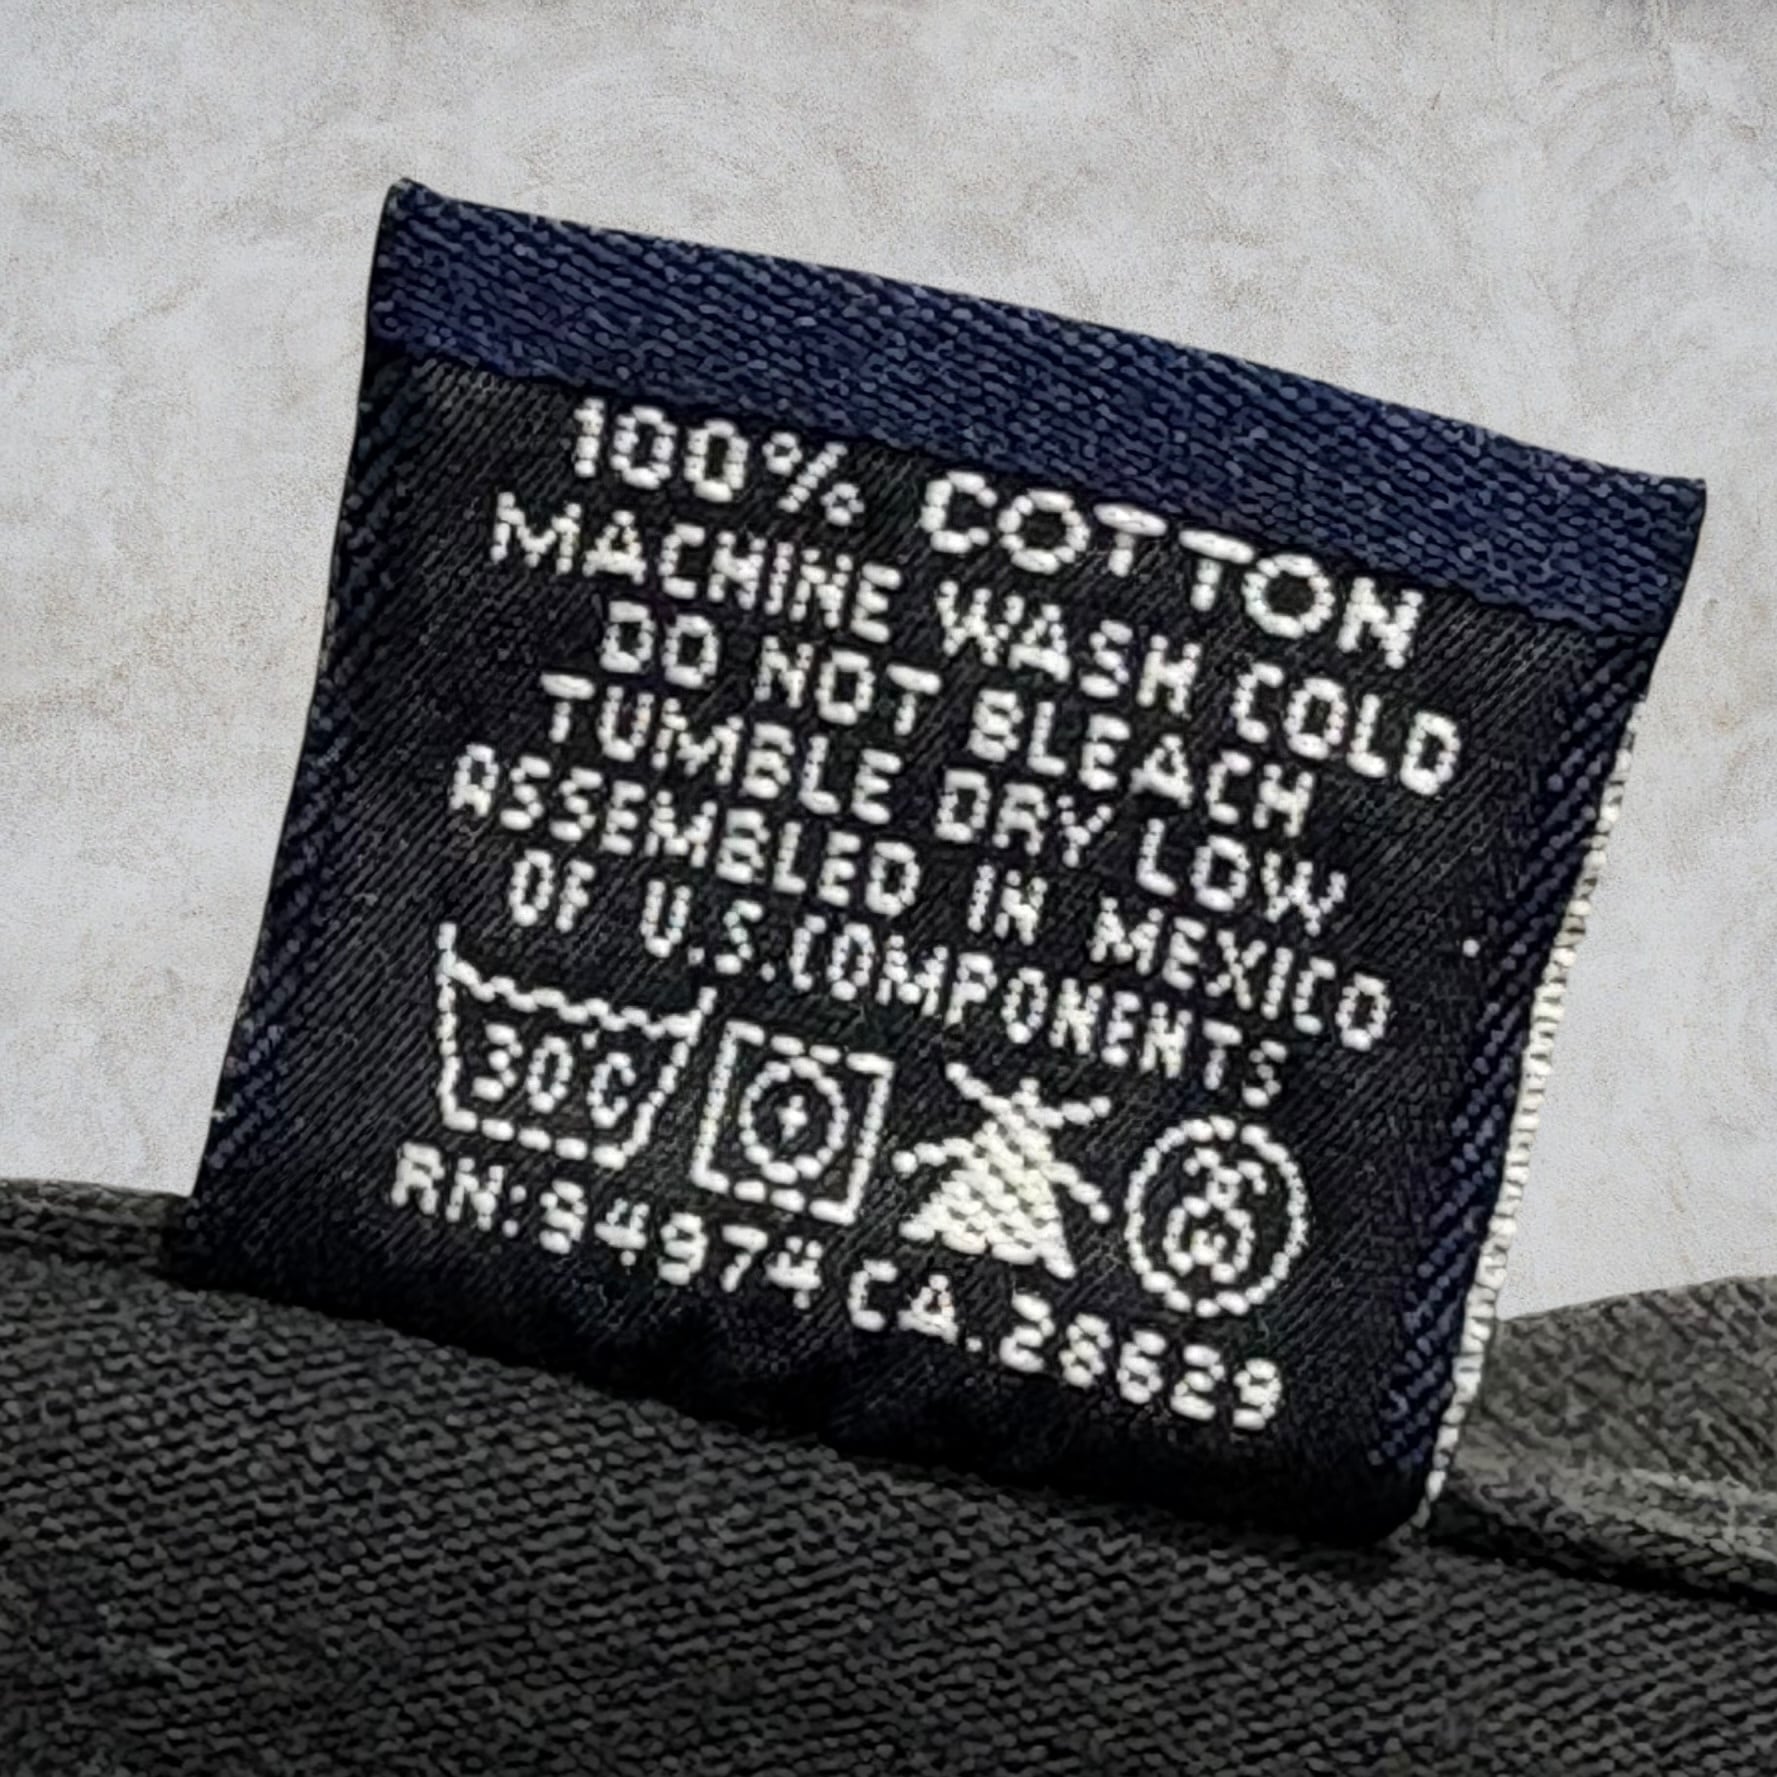 100% COTTON
MACHINE WASH COLD
DO NOT BLEACH
TUMBLE DRY LOW
ASSEMBLED IN MEXICO
OF U.S.COMPONENTS
30°C
RN:94974 CA.28629